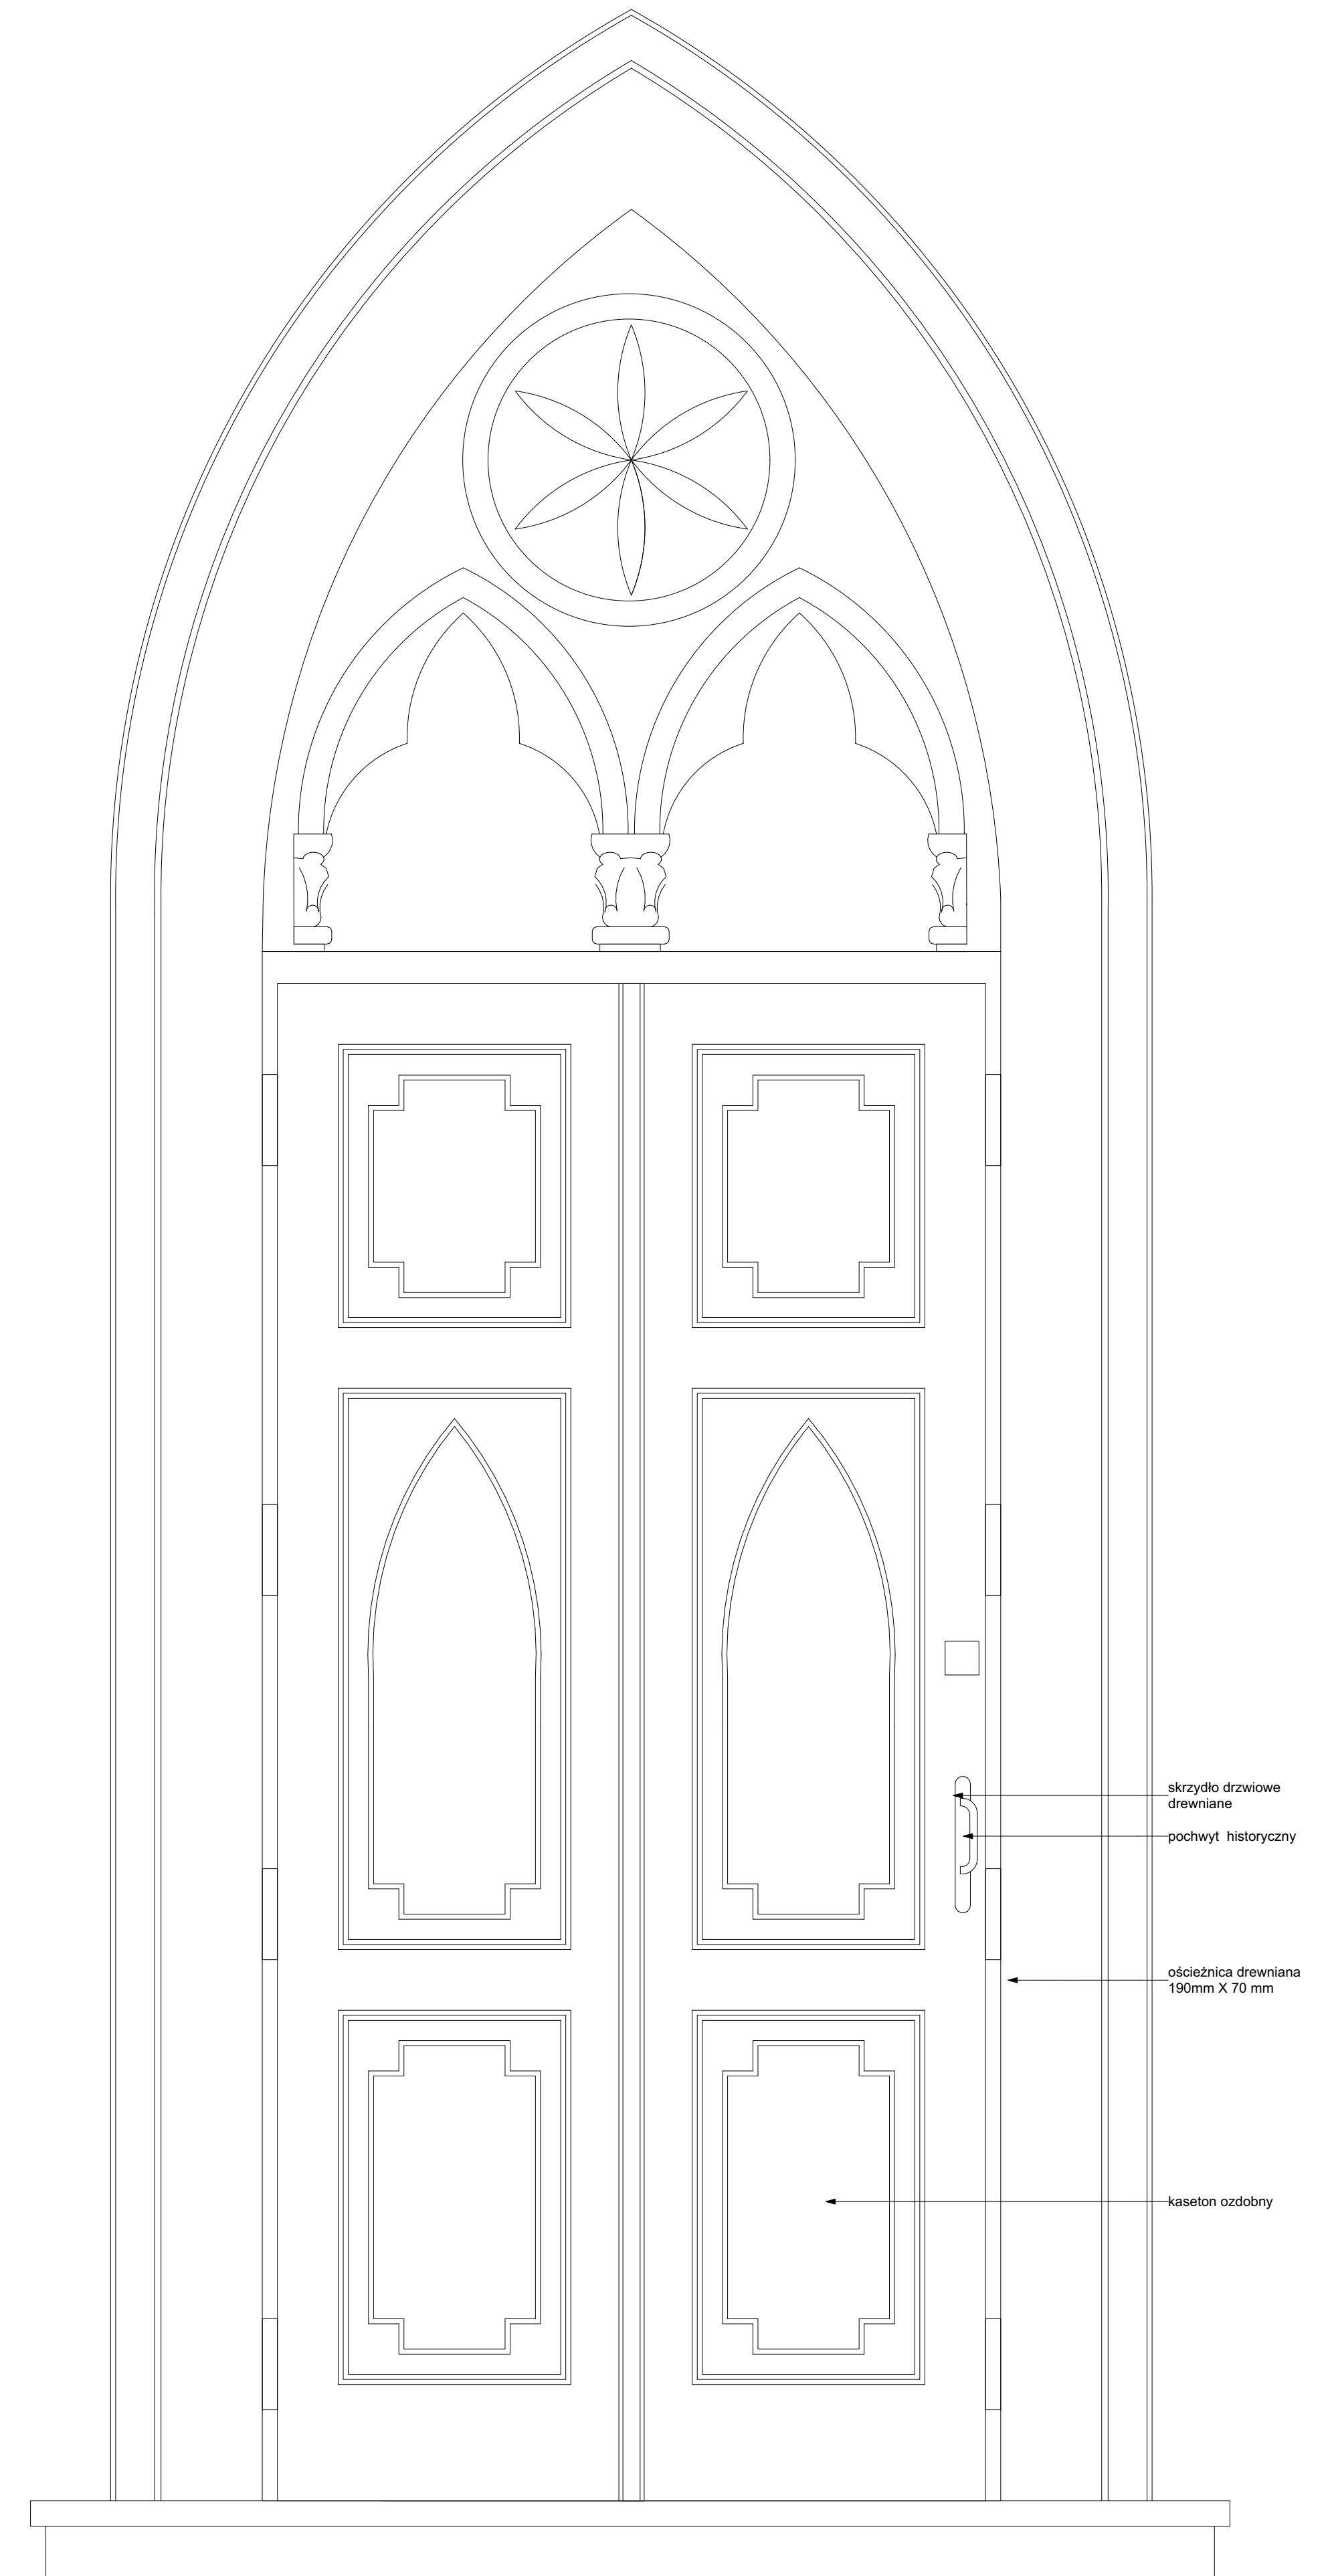 skrzydło drzwiowe
drewniane
pochwyt  historyczny
ościeżnica drewniana
190mm X 70 mm
kaseton ozdobny